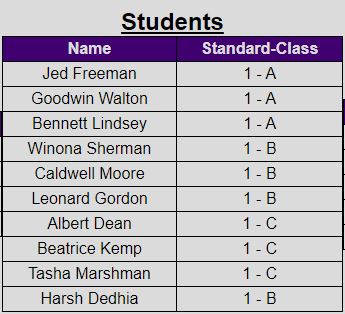 Students
Name Standard-Class
Jed Freeman 1 - A
Goodwin Walton 1 - A
Bennett Lindsey 1 - A
Winona Sherman 1 - B
Caldwell Moore 1 - B
Leonard Gordon 1 - B
Albert Dean 1 - C
Beatrice Kemp 1 - C
Tasha Marshman 1 - C
Harsh Dedhia 1 - B